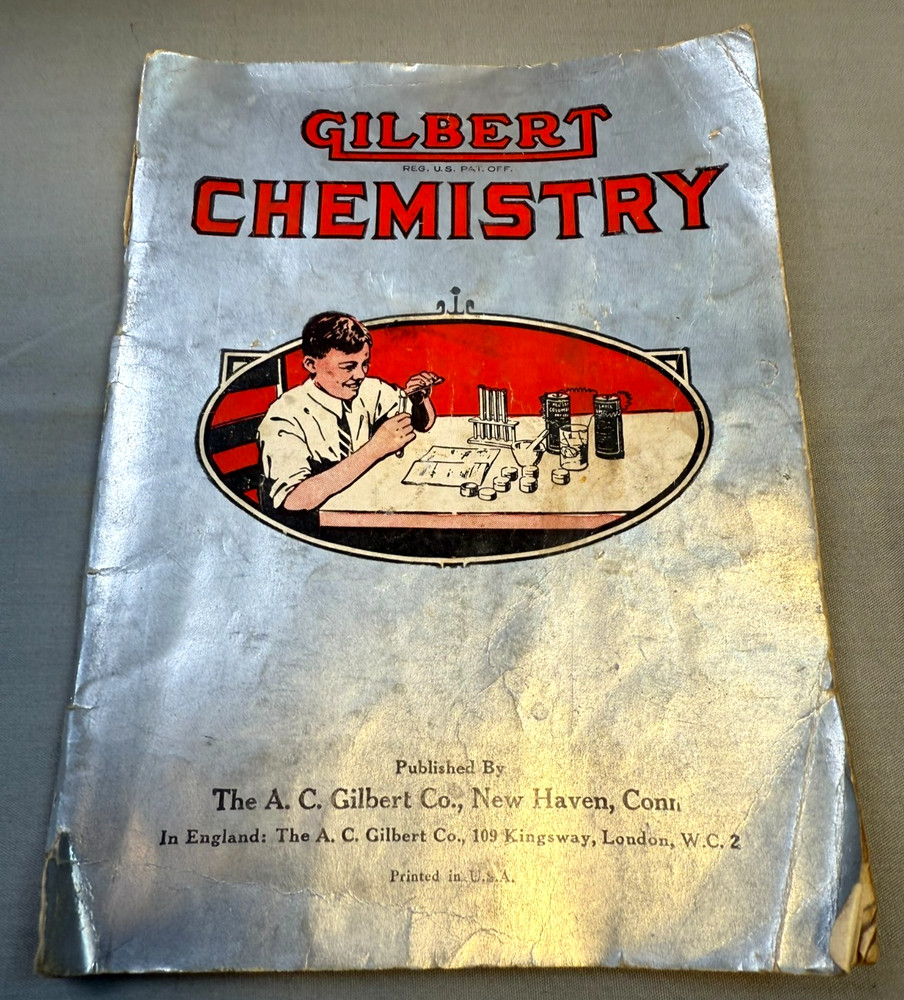 GILBERT
REG. U.S. PAT. OFF.
CHEMISTRY
Published By
The A. C. Gilbert Co., New Haven, Conn
In England: The A. C. Gilbert Co., 109 Kingsway, London, W.C. 2
Printed in U.S.A.